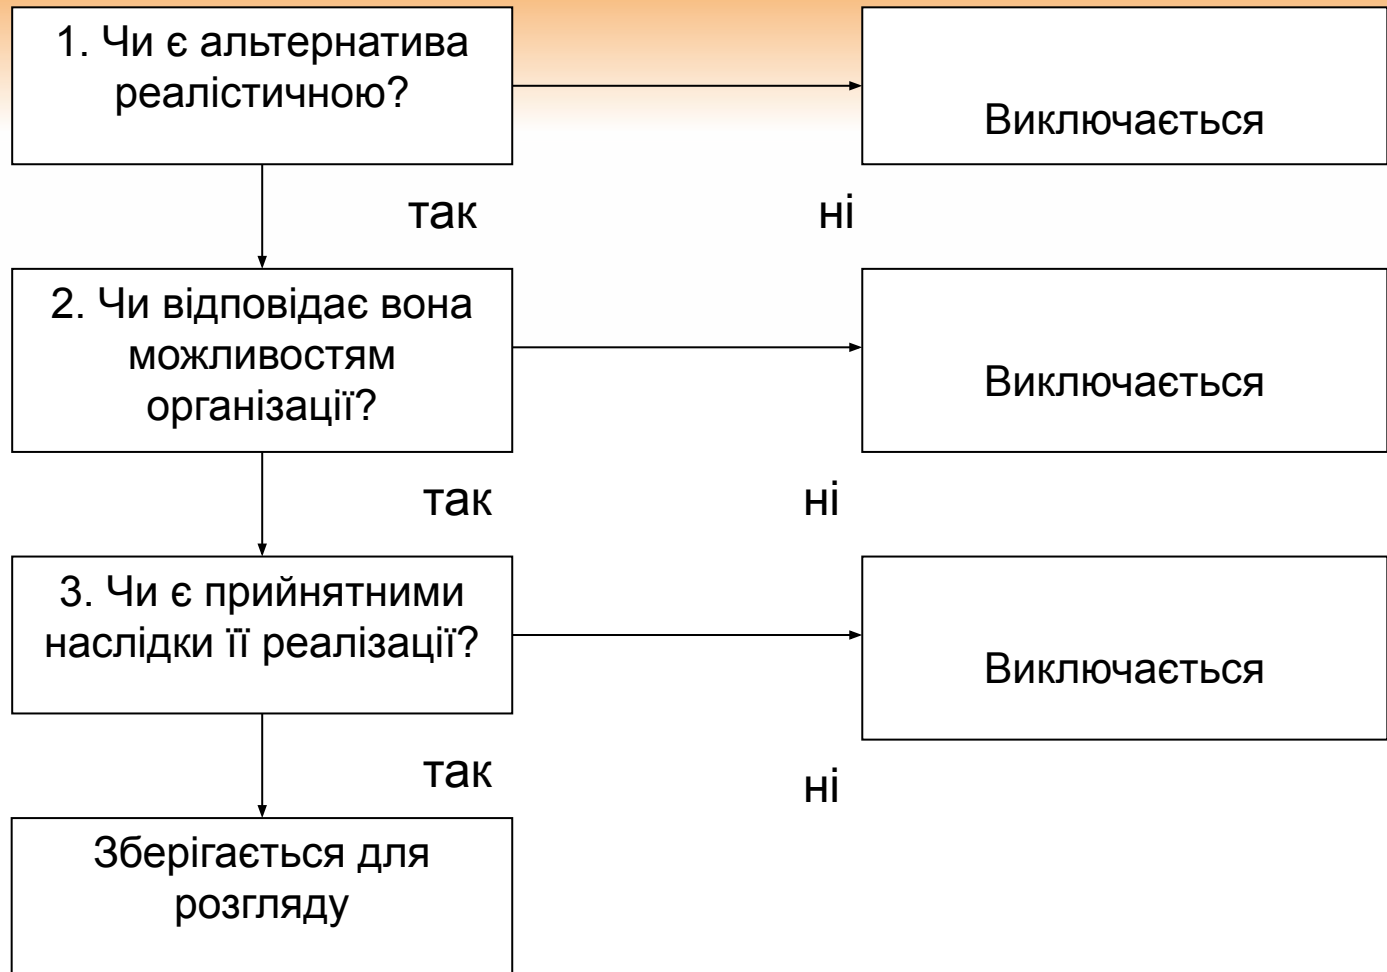 1. Чи є альтернатива
реалістичною?
Виключається
так
ні
2. Чи відповідає вона
можливостям
організації?
Виключається
так
ні
3. Чи є прийнятними
наслідки її реалізації?
Виключається
так
ні
Зберігається для
розгляду